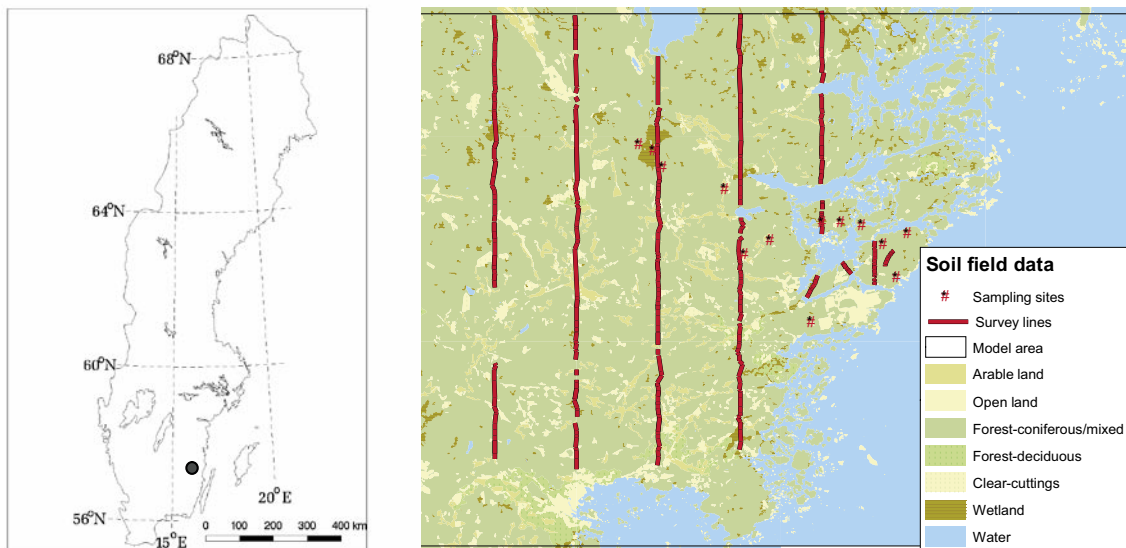 68°N
64°N
60°N
56°N
15°E
20°E
0 100 200 300 400 km
Soil field data
# Sampling sites
Survey lines
Model area
Arable land
Open land
Forest-coniferous/mixed
Forest-deciduous
Clear-cuttings
Wetland
Water